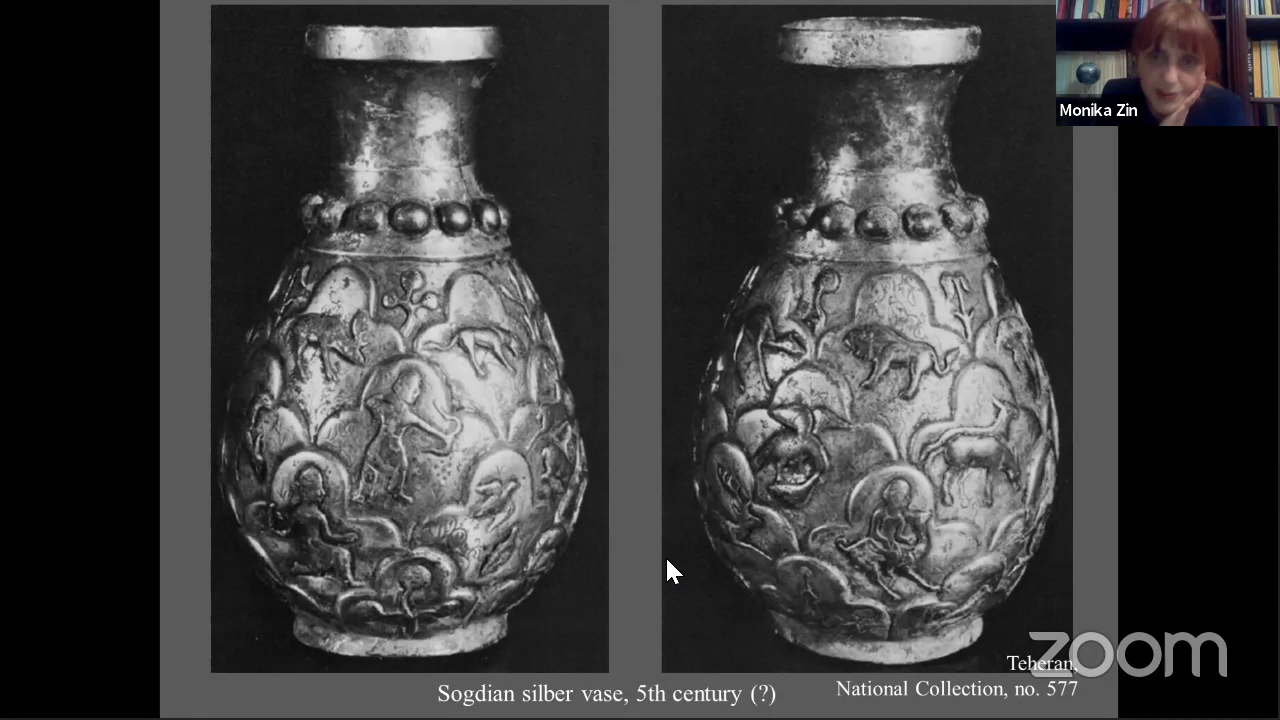 Monika Zin
zoom
Teheran,
Sogdian silber vase, 5th century (?)
National Collection, no. 577